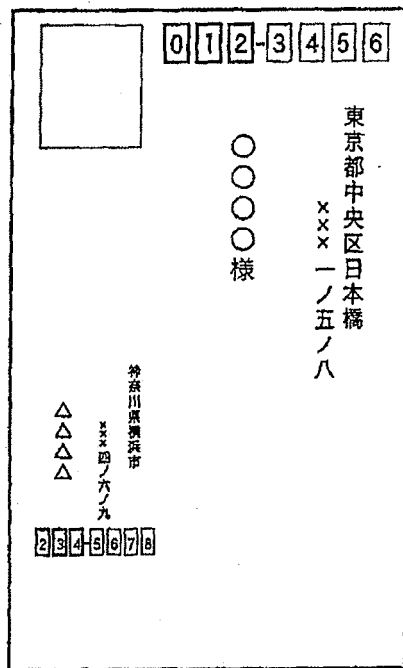 012-3456
東京都中央区日本橋
××× 一ノ五ノ八
○○○○様
神奈川県横浜市
××× 四ノ六ノ九
△△△△
234-5678